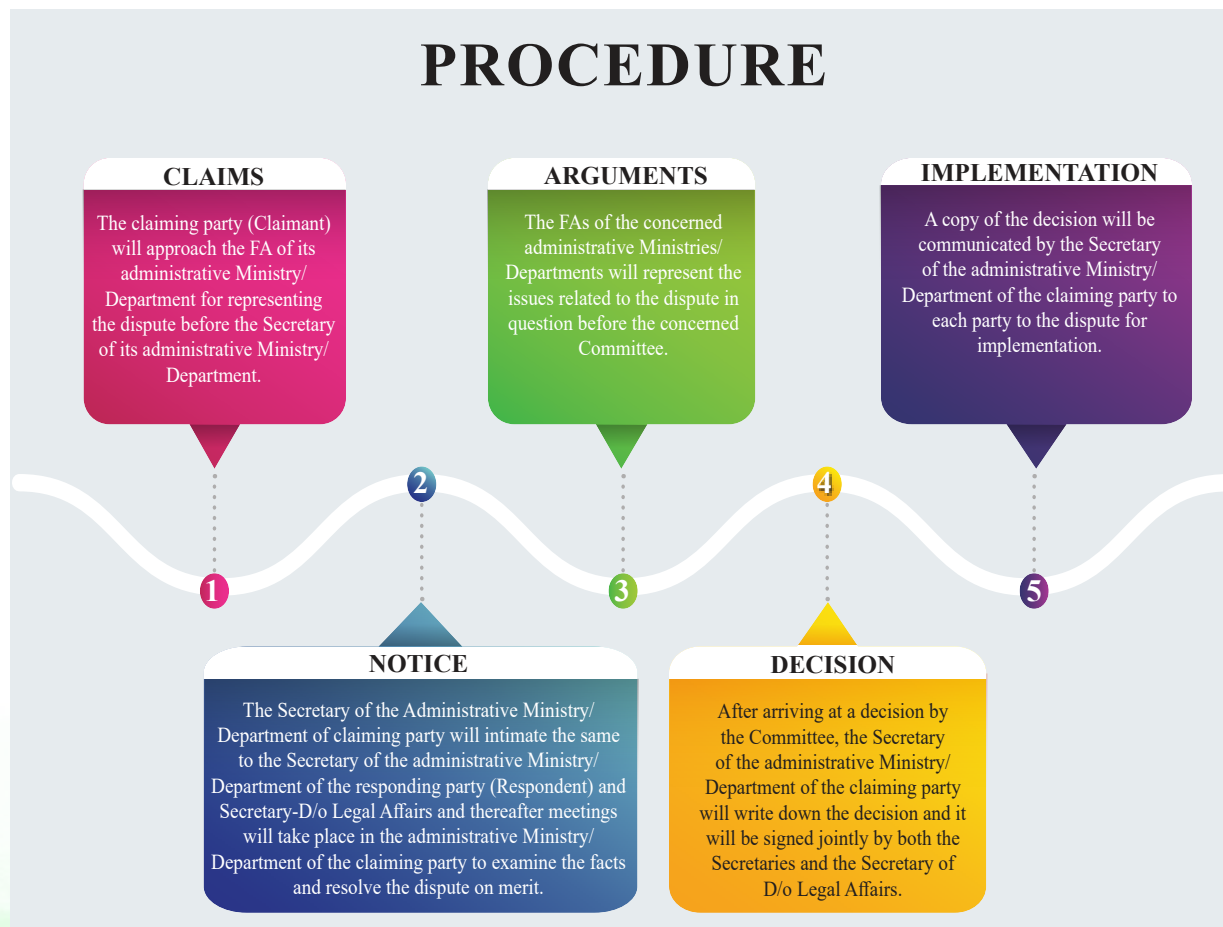 PROCEDURE
CLAIMS
The claiming party (Claimant)
will approach the FA of its
administrative Ministry/
Department for representing
the dispute before the Secretary
of its administrative Ministry/
Department.
1
NOTICE
The Secretary of the Administrative Ministry/
Department of claiming party will intimate the same
to the Secretary of the administrative Ministry/
Department of the responding party (Respondent) and
Secretary-D/o Legal Affairs and thereafter meetings
will take place in the administrative Ministry/
Department of the claiming party to examine the facts
and resolve the dispute on merit.
2
ARGUMENTS
The FAs of the concerned
administrative Ministries/
Departments will represent the
issues related to the dispute in
question before the concerned
Committee.
3
DECISION
After arriving at a decision by
the Committee, the Secretary
of the administrative Ministry/
Department of the claiming party
will write down the decision and it
will be signed jointly by both the
Secretaries and the Secretary of
D/o Legal Affairs.
4
IMPLEMENTATION
A copy of the decision will be
communicated by the Secretary
of the administrative Ministry/
Department of the claiming party to
each party to the dispute for
implementation.
5